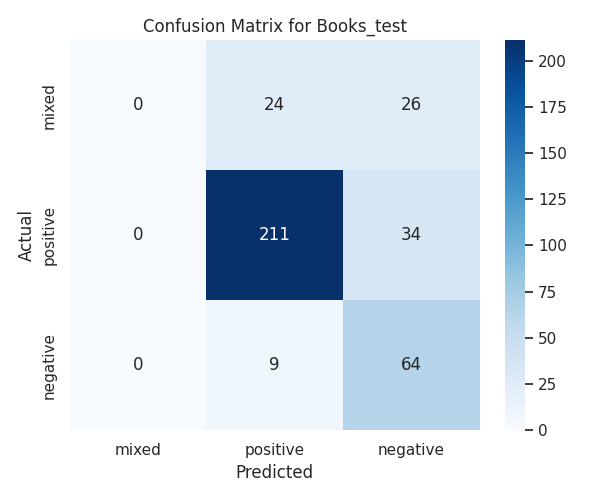 Confusion Matrix for Books_test
Actual
mixed
positive
negative
0 24 26
0 211 34
0 9 64
mixed positive negative
Predicted
200
175
150
125
100
75
50
25
0